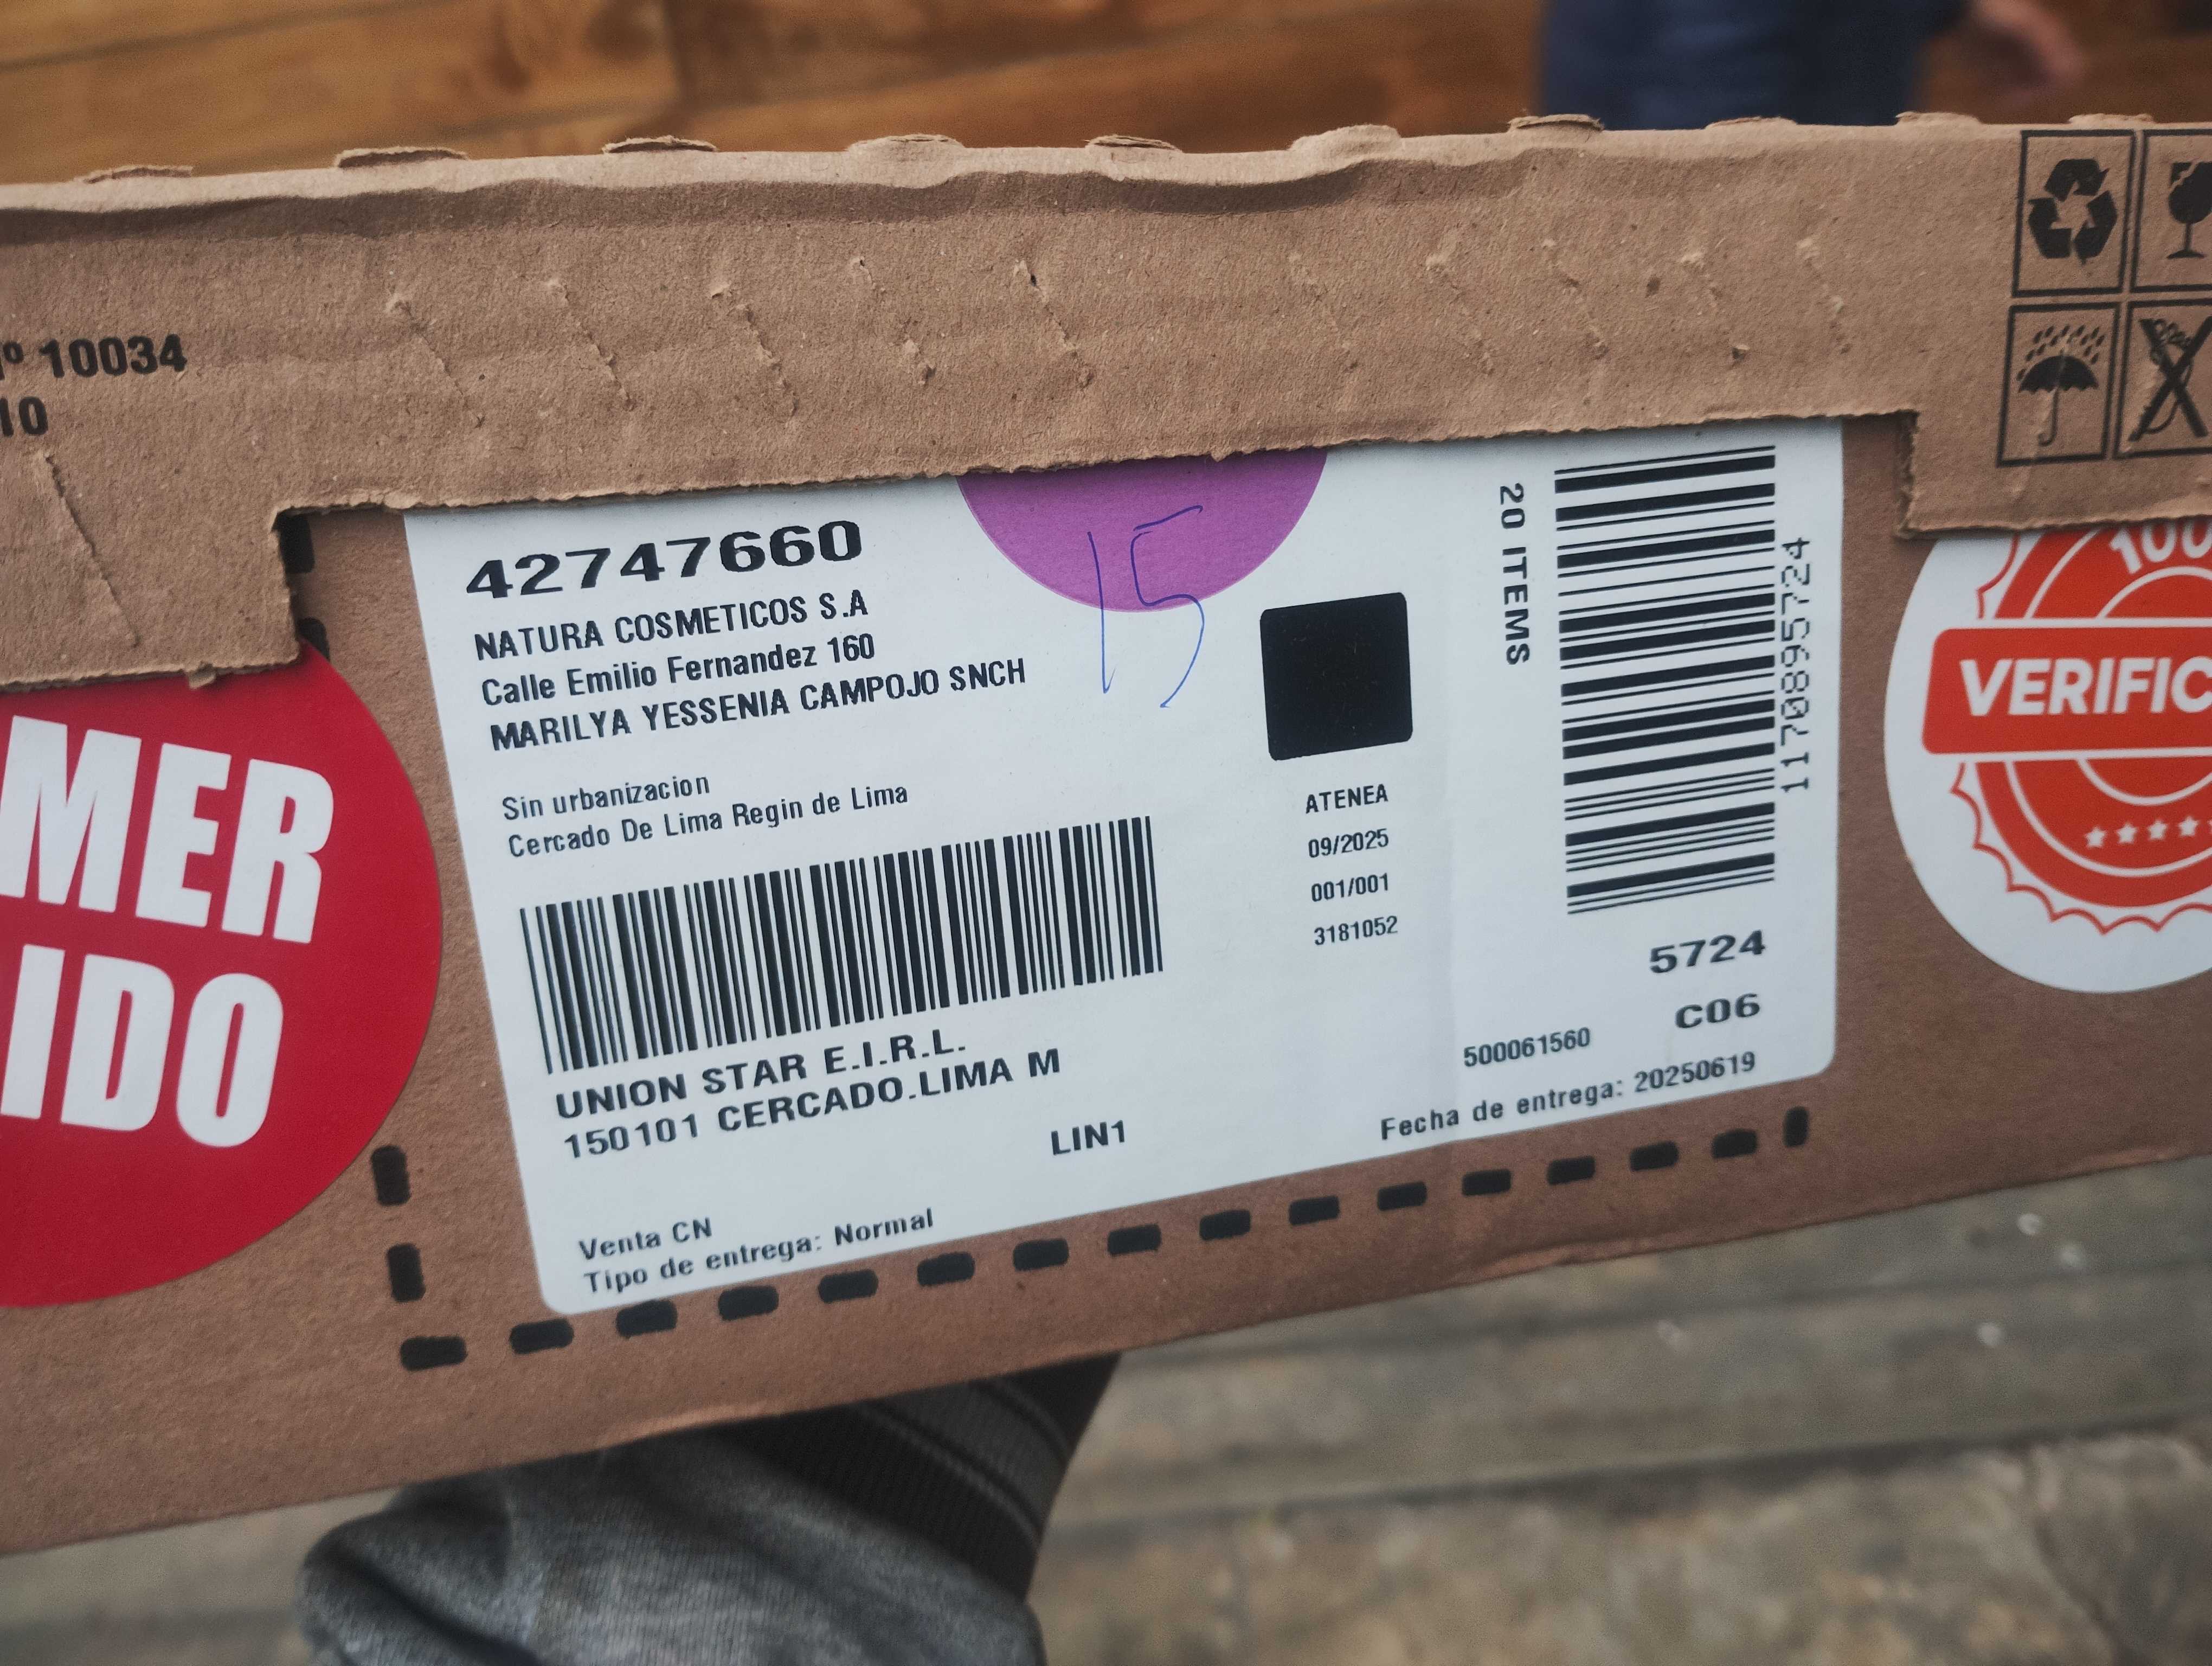 º 10034
10
42747660
NATURA COSMETICOS S.A
Calle Emilio Fernandez 160
MARILYA YESSENIA CAMPOJO SNCH
Sin urbanizacion
Cercado De Lima Regin de Lima
UNION STAR E.I.R.L.
150101 CERCADO.LIMA M
LIN1
Venta CN
Tipo de entrega: Normal
15
ATENEA
09/2025
001/001
3181052
20 ITEMS
1170895724
5724
C06
500061560
Fecha de entrega: 20250619
MER
IDO
100
VERIFIC